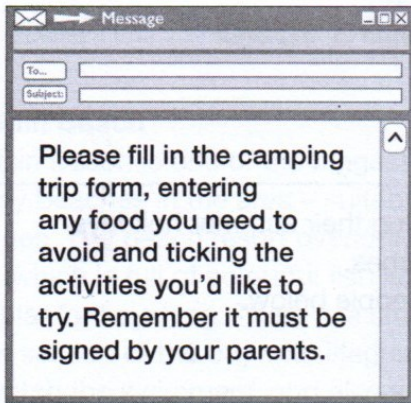 Message
To...
Subject:
Please fill in the camping
trip form, entering
any food you need to
avoid and ticking the
activities you'd like to
try. Remember it must be
signed by your parents.